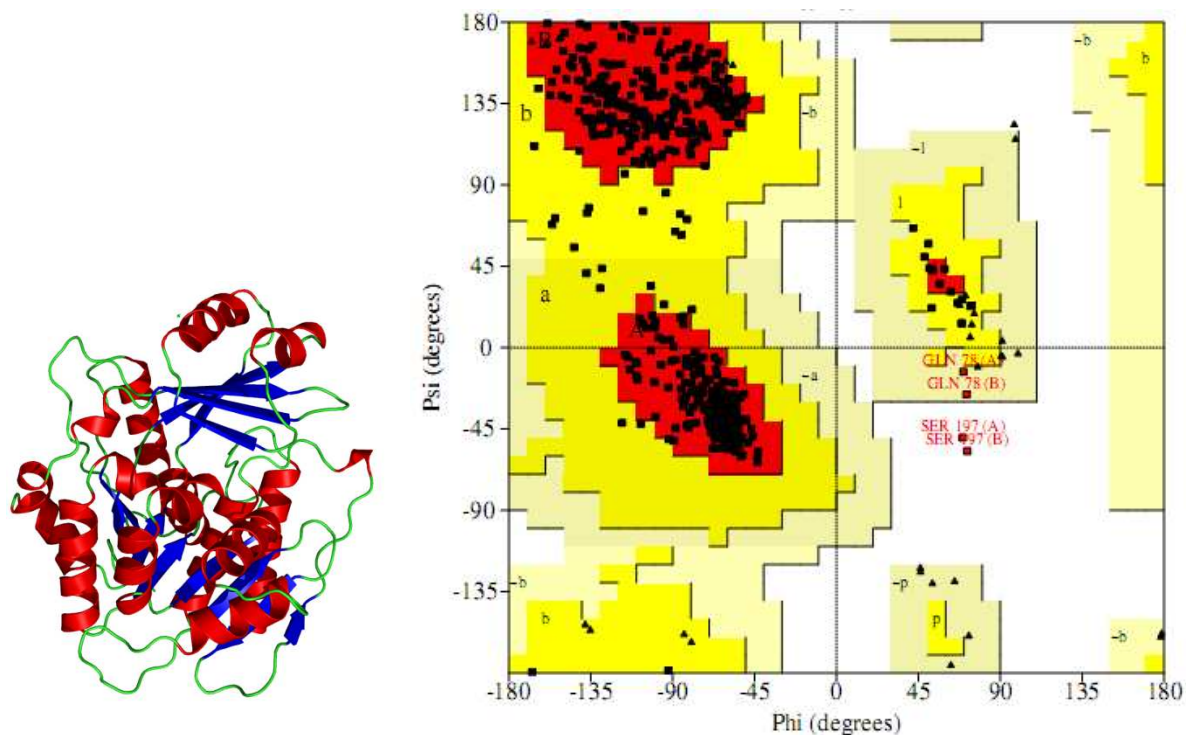 180
135
90
45
0
-45
-90
-135
Psi (degrees)
B
b
~b
~b
b
~l
l
a
A
~a
GLN 78 (A)
GLN 78 (B)
SER 197 (A)
SER 197 (B)
~b
b
~p
p
~b
-180
-135
-90
-45
0
45
90
135
180
Phi (degrees)